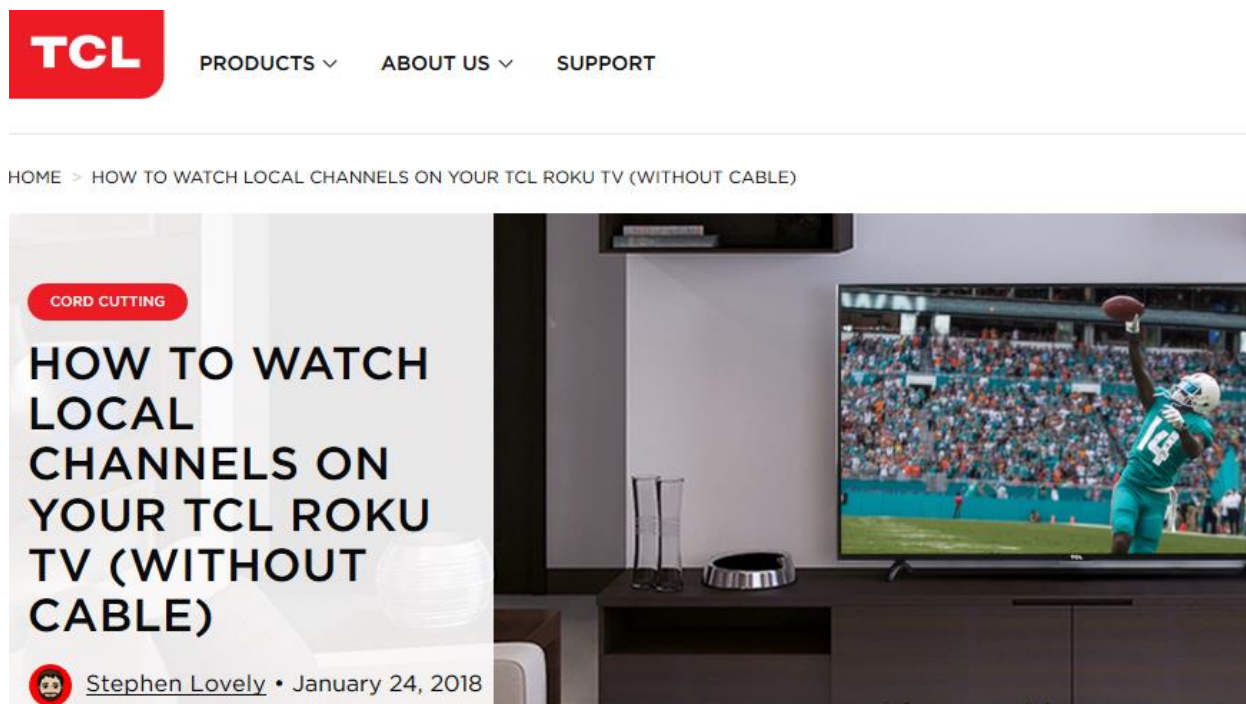 TCL
PRODUCTS ABOUT US SUPPORT
HOME > HOW TO WATCH LOCAL CHANNELS ON YOUR TCL ROKU TV (WITHOUT CABLE)
CORD CUTTING
HOW TO WATCH
LOCAL
CHANNELS ON
YOUR TCL ROKU
TV (WITHOUT
CABLE)
Stephen Lovely • January 24, 2018
14
TCL